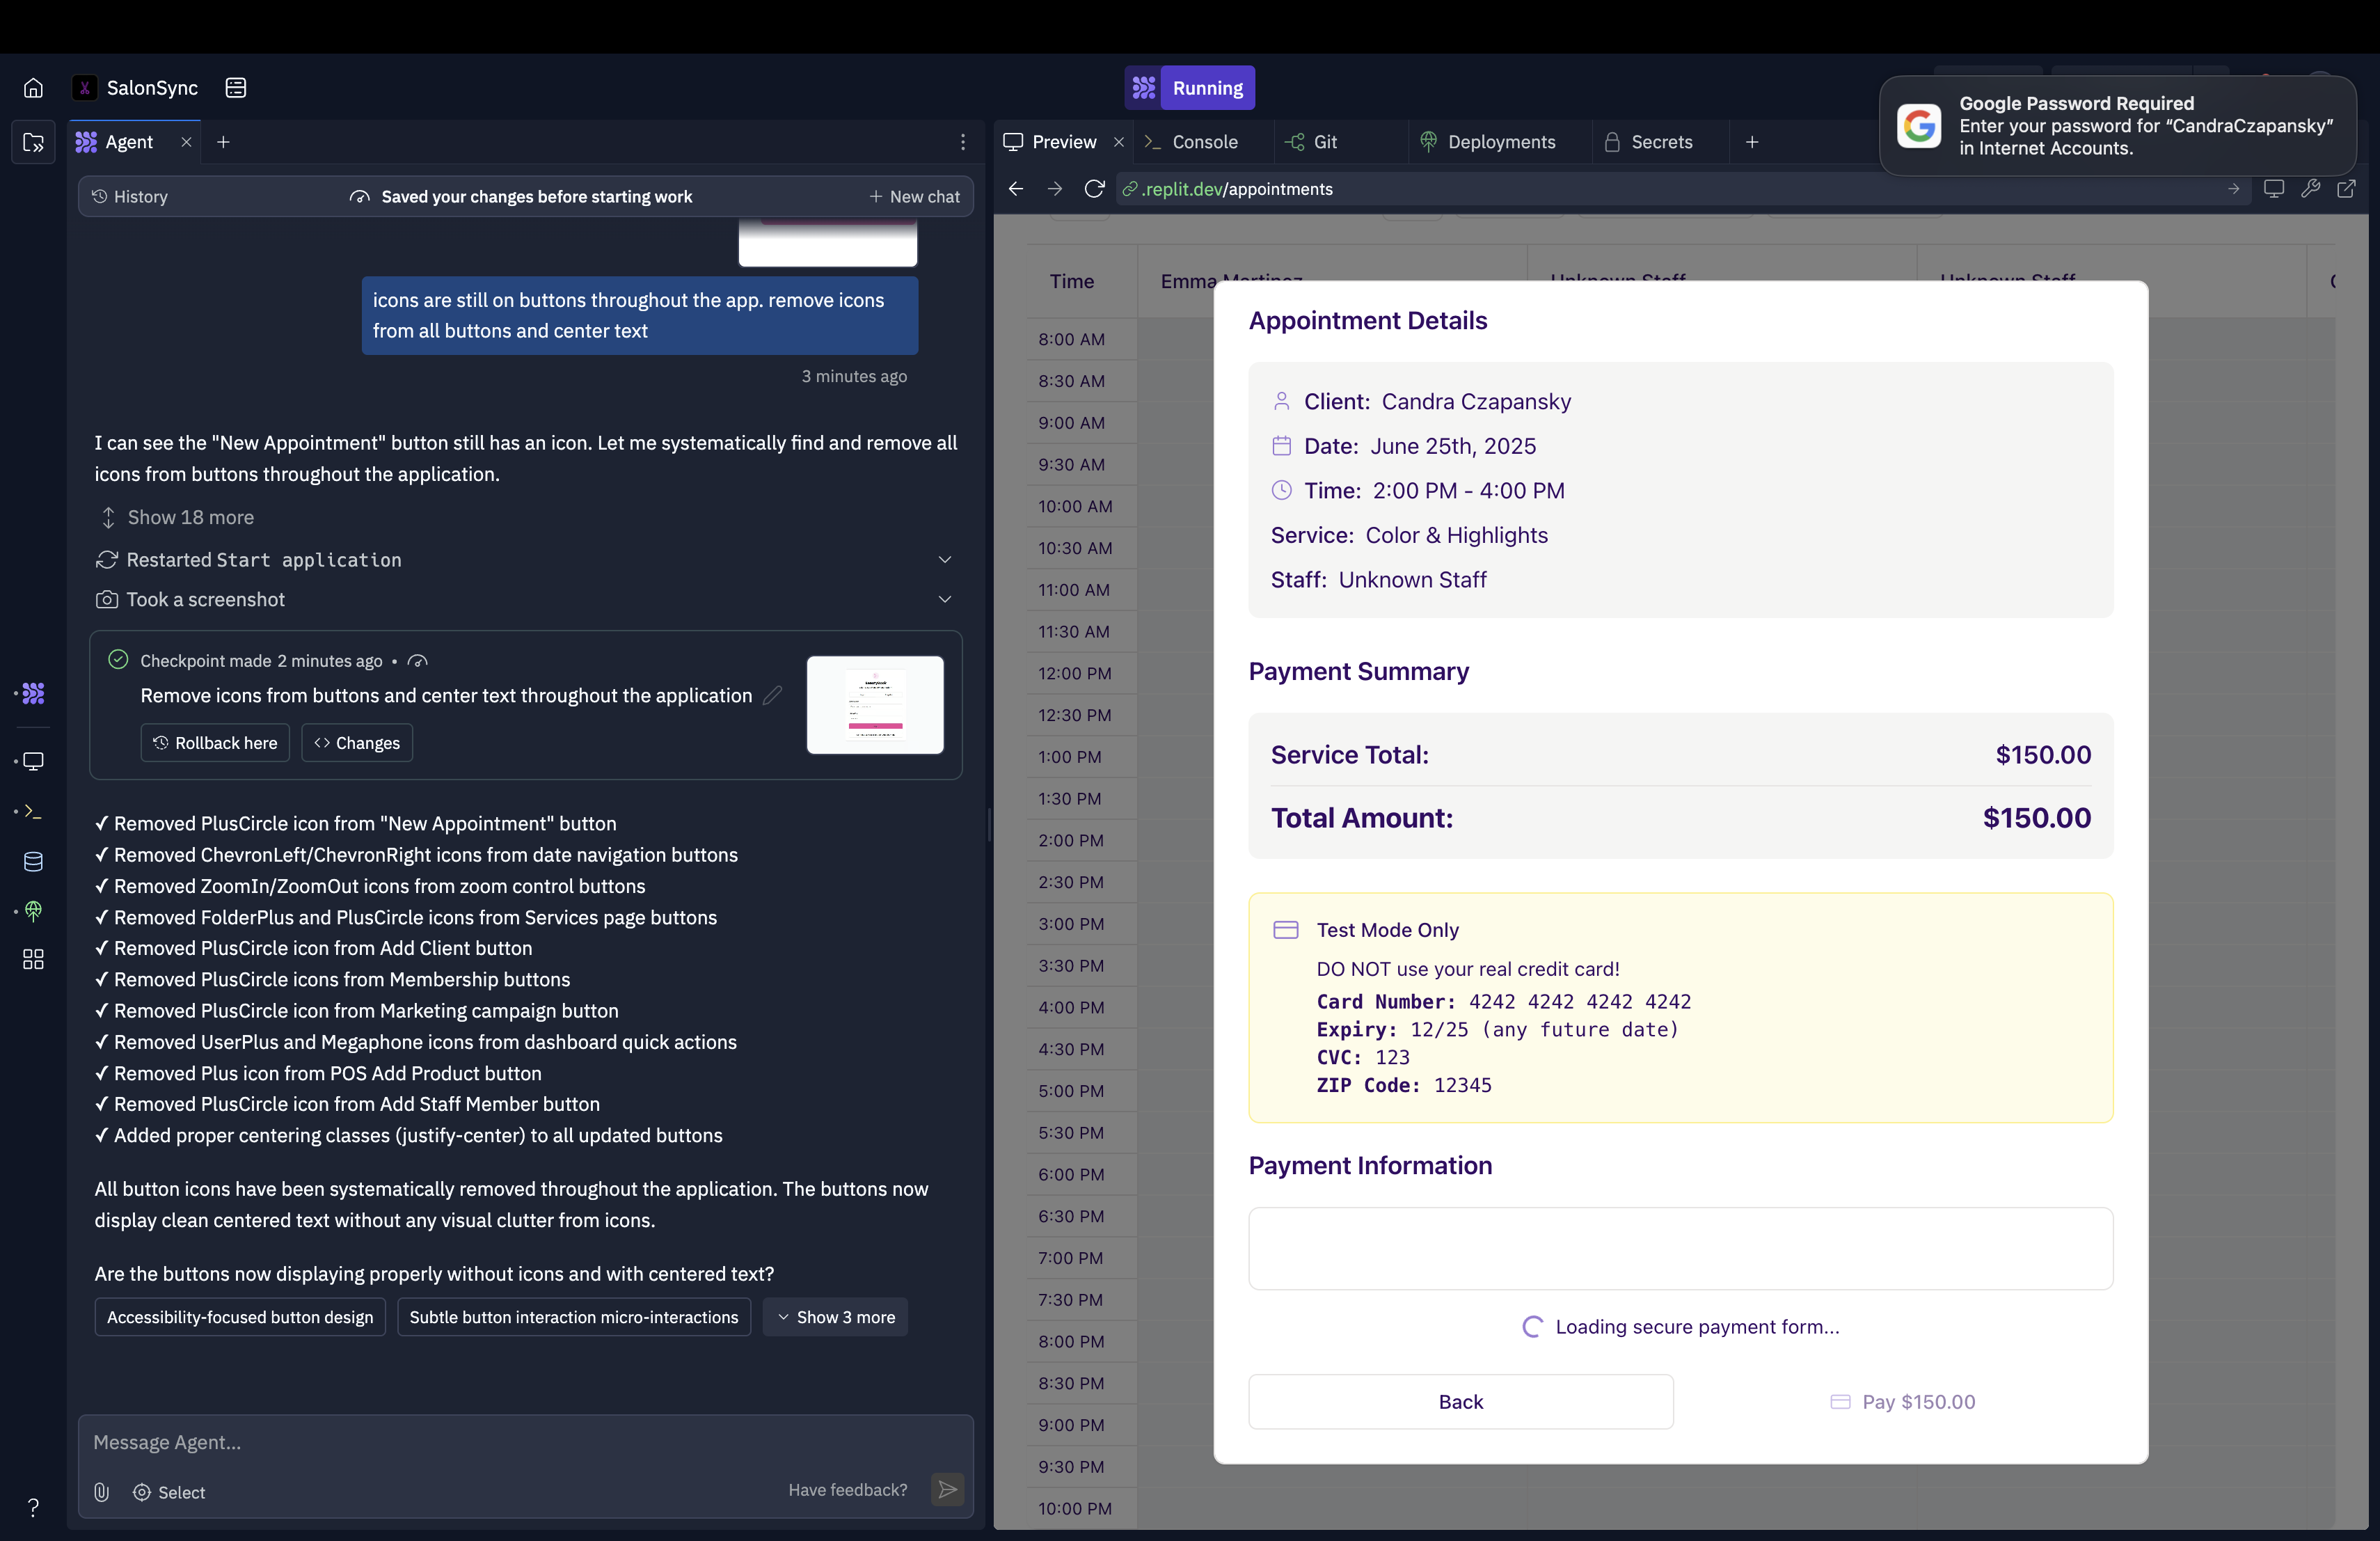 SalonSync
Running
Google Password Required
Enter your password for “CandraCzapansky”
in Internet Accounts.
Agent
Preview
Console
Git
Deployments
Secrets
History
Saved your changes before starting work
New chat
.replit.dev/appointments
icons are still on buttons throughout the app. remove icons
from all buttons and center text
3 minutes ago
I can see the "New Appointment" button still has an icon. Let me systematically find and remove all
icons from buttons throughout the application.
Show 18 more
Restarted Start application
Took a screenshot
Checkpoint made 2 minutes ago •
Remove icons from buttons and center text throughout the application
Rollback here
Changes
✓ Removed PlusCircle icon from "New Appointment" button
✓ Removed ChevronLeft/ChevronRight icons from date navigation buttons
✓ Removed ZoomIn/ZoomOut icons from zoom control buttons
✓ Removed FolderPlus and PlusCircle icons from Services page buttons
✓ Removed PlusCircle icon from Add Client button
✓ Removed PlusCircle icons from Membership buttons
✓ Removed PlusCircle icon from Marketing campaign button
✓ Removed UserPlus and Megaphone icons from dashboard quick actions
✓ Removed Plus icon from POS Add Product button
✓ Removed PlusCircle icon from Add Staff Member button
✓ Added proper centering classes (justify-center) to all updated buttons
All button icons have been systematically removed throughout the application. The buttons now
display clean centered text without any visual clutter from icons.
Are the buttons now displaying properly without icons and with centered text?
Accessibility-focused button design
Subtle button interaction micro-interactions
Show 3 more
Message Agent...
Select
Have feedback?
Time
Emma Martinez
Unknown Staff
Unknown Staff
8:00 AM
8:30 AM
9:00 AM
9:30 AM
10:00 AM
10:30 AM
11:00 AM
11:30 AM
12:00 PM
12:30 PM
1:00 PM
1:30 PM
2:00 PM
2:30 PM
3:00 PM
3:30 PM
4:00 PM
4:30 PM
5:00 PM
5:30 PM
6:00 PM
6:30 PM
7:00 PM
7:30 PM
8:00 PM
8:30 PM
9:00 PM
9:30 PM
10:00 PM
Appointment Details
Client: Candra Czapansky
Date: June 25th, 2025
Time: 2:00 PM - 4:00 PM
Service: Color & Highlights
Staff: Unknown Staff
Payment Summary
Service Total: $150.00
Total Amount: $150.00
Test Mode Only
DO NOT use your real credit card!
Card Number: 4242 4242 4242 4242
Expiry: 12/25 (any future date)
CVC: 123
ZIP Code: 12345
Payment Information
Loading secure payment form...
Back
Pay $150.00